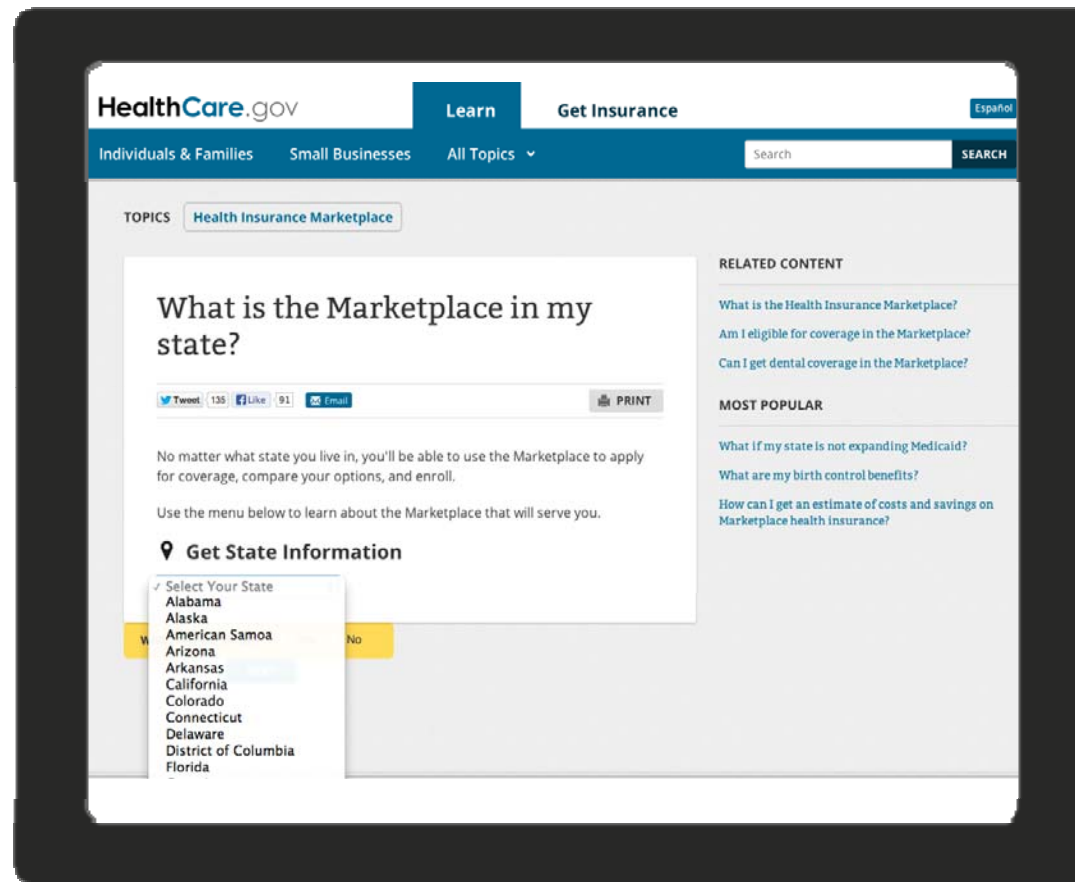 HealthCare.gov
Learn
Get Insurance
Español
Individuals & Families
Small Businesses
All Topics
Search
SEARCH
TOPICS
Health Insurance Marketplace
What is the Marketplace in my
state?
Tweet
135
Like
91
Email
PRINT
No matter what state you live in, you'll be able to use the Marketplace to apply
for coverage, compare your options, and enroll.
Use the menu below to learn about the Marketplace that will serve you.
Get State Information
Select Your State
Alabama
Alaska
American Samoa
Arizona
Arkansas
California
Colorado
Connecticut
Delaware
District of Columbia
Florida
No
RELATED CONTENT
What is the Health Insurance Marketplace?
Am I eligible for coverage in the Marketplace?
Can I get dental coverage in the Marketplace?
MOST POPULAR
What if my state is not expanding Medicaid?
What are my birth control benefits?
How can I get an estimate of costs and savings on
Marketplace health insurance?